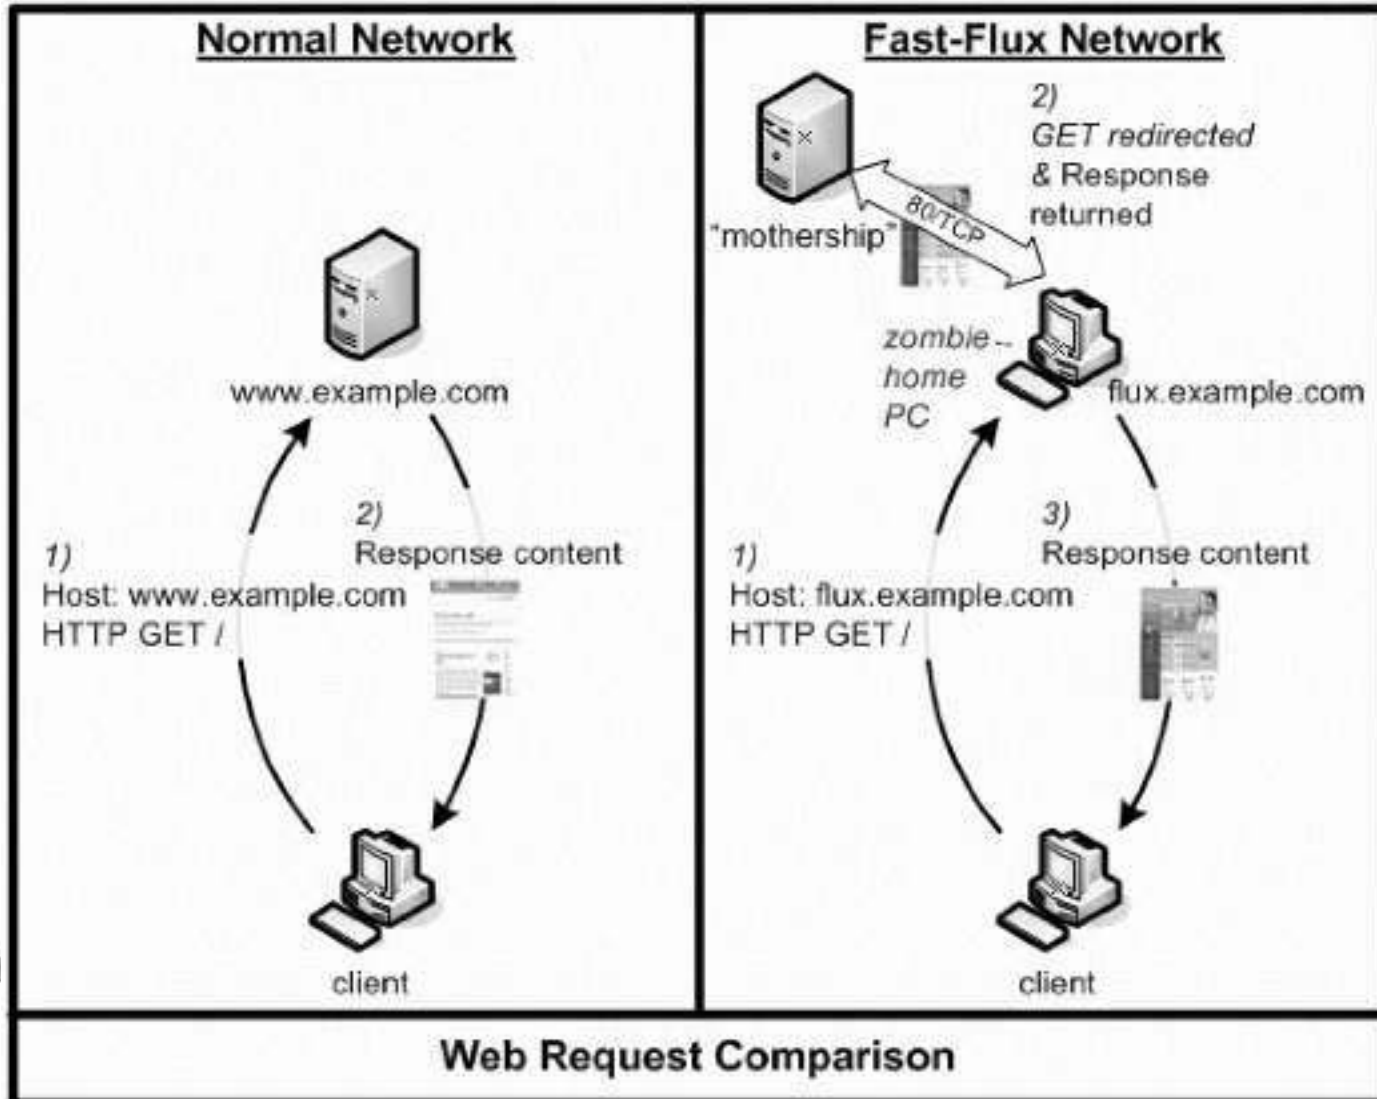 Normal Network
www.example.com
1)
Host: www.example.com
HTTP GET /
2)
Response content
client
Fast-Flux Network
"mothership"
80/TCP
2)
GET redirected
& Response
returned
zombie
home
PC
flux.example.com
1)
Host: flux.example.com
HTTP GET /
3)
Response content
client
Web Request Comparison